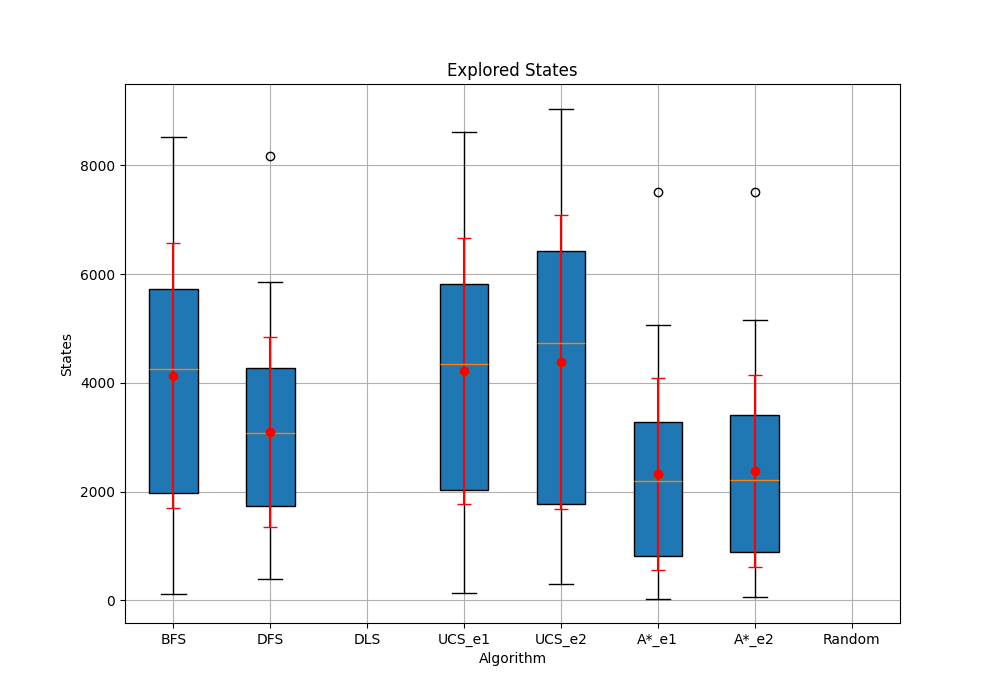 Explored States
States
8000
6000
4000
2000
0
BFS DFS DLS UCS_e1 UCS_e2 A*_e1 A*_e2 Random
Algorithm